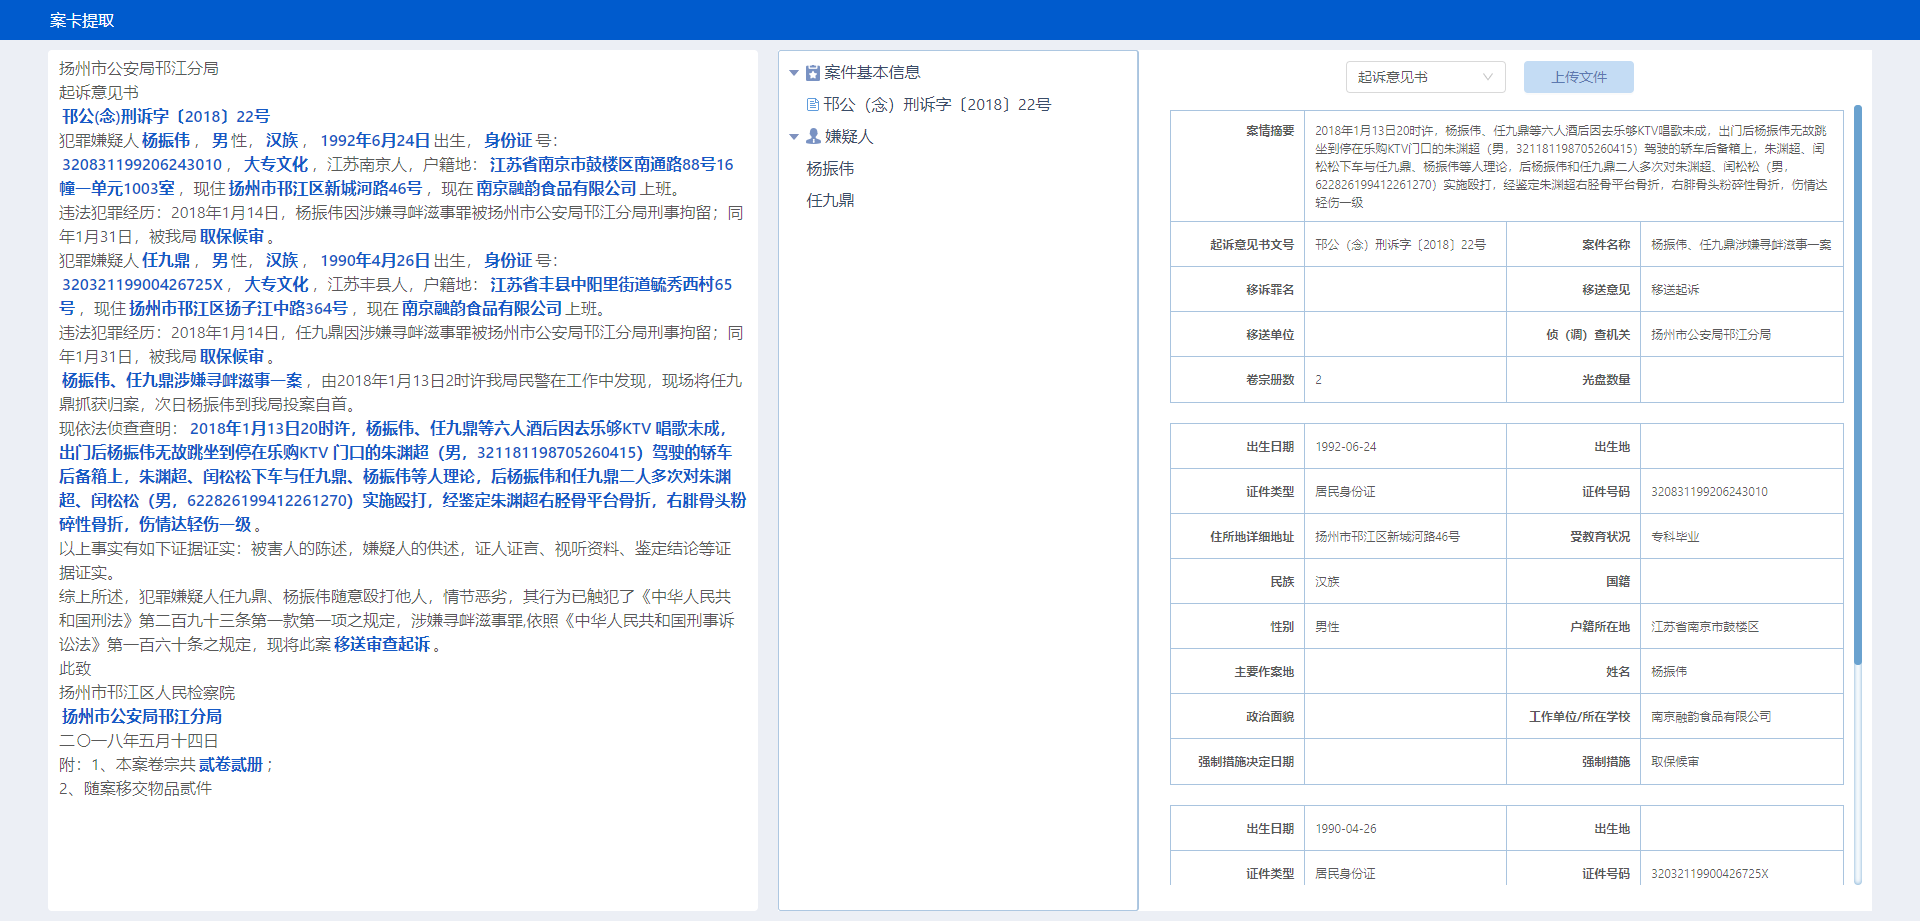 案卡提取
扬州市公安局邗江分局
起诉意见书
邗公(念)刑诉字〔2018〕22号
犯罪嫌疑人 杨振伟 ， 男 性， 汉族 ， 1992年6月24日 出生， 身份证 号：
320831199206243010 ， 大专文化 ，江苏南京人，户籍地： 江苏省南京市鼓楼区南通路88号16
幢一单元1003室 ，现住 扬州市邗江区新城河路46号 ，现在 南京融韵食品有限公司 上班。
违法犯罪经历：2018年1月14日，杨振伟因涉嫌寻衅滋事罪被扬州市公安局邗江分局刑事拘留；同
年1月31日，被我局 取保候审 。
犯罪嫌疑人 任九鼎 ， 男 性， 汉族 ， 1990年4月26日 出生， 身份证 号：
32032119900426725X ， 大专文化 ，江苏丰县人，户籍地： 江苏省丰县中阳里街道毓秀西村65
号 ，现住 扬州市邗江区扬子江中路364号 ，现在 南京融韵食品有限公司 上班。
违法犯罪经历：2018年1月14日，任九鼎因涉嫌寻衅滋事罪被扬州市公安局邗江分局刑事拘留；同
年1月31日，被我局 取保候审 。
杨振伟、任九鼎涉嫌寻衅滋事一案 ，由2018年1月13日2时许我局民警在工作中发现，现场将任九
鼎抓获归案，次日杨振伟到我局投案自首。
现依法侦查查明： 2018年1月13日20时许，杨振伟、任九鼎等六人酒后因去乐够KTV 唱歌未成，
出门后杨振伟无故跳坐到停在乐购KTV 门口的朱渊超（男，321181198705260415）驾驶的轿车
后备箱上，朱渊超、闰松松下车与任九鼎、杨振伟等人理论，后杨振伟和任九鼎二人多次对朱渊
超、闰松松（男，622826199412261270）实施殴打，经鉴定朱渊超右胫骨平台骨折，右腓骨头粉
碎性骨折，伤情达轻伤一级 。
以上事实有如下证据证实：被害人的陈述，嫌疑人的供述，证人证言、视听资料、鉴定结论等证
据证实。
综上所述，犯罪嫌疑人任九鼎、杨振伟随意殴打他人，情节恶劣，其行为已触犯了《中华人民共
和国刑法》第二百九十三条第一款第一项之规定，涉嫌寻衅滋事罪,依照《中华人民共和国刑事诉
讼法》第一百六十条之规定，现将此案 移送审查起诉 。
此致
扬州市邗江区人民检察院
扬州市公安局邗江分局
二〇一八年五月十四日
附：1、本案卷宗共 贰卷贰册 ；
2、随案移交物品贰件
案件基本信息
邗公（念）刑诉字〔2018〕22号
嫌疑人
杨振伟
任九鼎
起诉意见书 上传文件
案情摘要 2018年1月13日20时许，杨振伟、任九鼎等六人酒后因去乐够KTV唱歌未成，出门后杨振伟无故跳
坐到停在乐购KTV门口的朱渊超（男，321181198705260415）驾驶的轿车后备箱上，朱渊超、闰
松松下车与任九鼎、杨振伟等人理论，后杨振伟和任九鼎二人多次对朱渊超、闰松松（男，
622826199412261270）实施殴打，经鉴定朱渊超右胫骨平台骨折，右腓骨头粉碎性骨折，伤情达
轻伤一级
起诉意见书文号 邗公（念）刑诉字〔2018〕22号 案件名称 杨振伟、任九鼎涉嫌寻衅滋事一案
移诉罪名 移送意见 移送起诉
移送单位 侦（调）查机关 扬州市公安局邗江分局
卷宗册数 2 光盘数量
出生日期 1992-06-24 出生地
证件类型 居民身份证 证件号码 320831199206243010
住所地详细地址 扬州市邗江区新城河路46号 受教育状况 专科毕业
民族 汉族 国籍
性别 男性 户籍所在地 江苏省南京市鼓楼区
主要作案地 姓名 杨振伟
政治面貌 工作单位/所在学校 南京融韵食品有限公司
强制措施决定日期 强制措施 取保候审
出生日期 1990-04-26 出生地
证件类型 居民身份证 证件号码 32032119900426725X